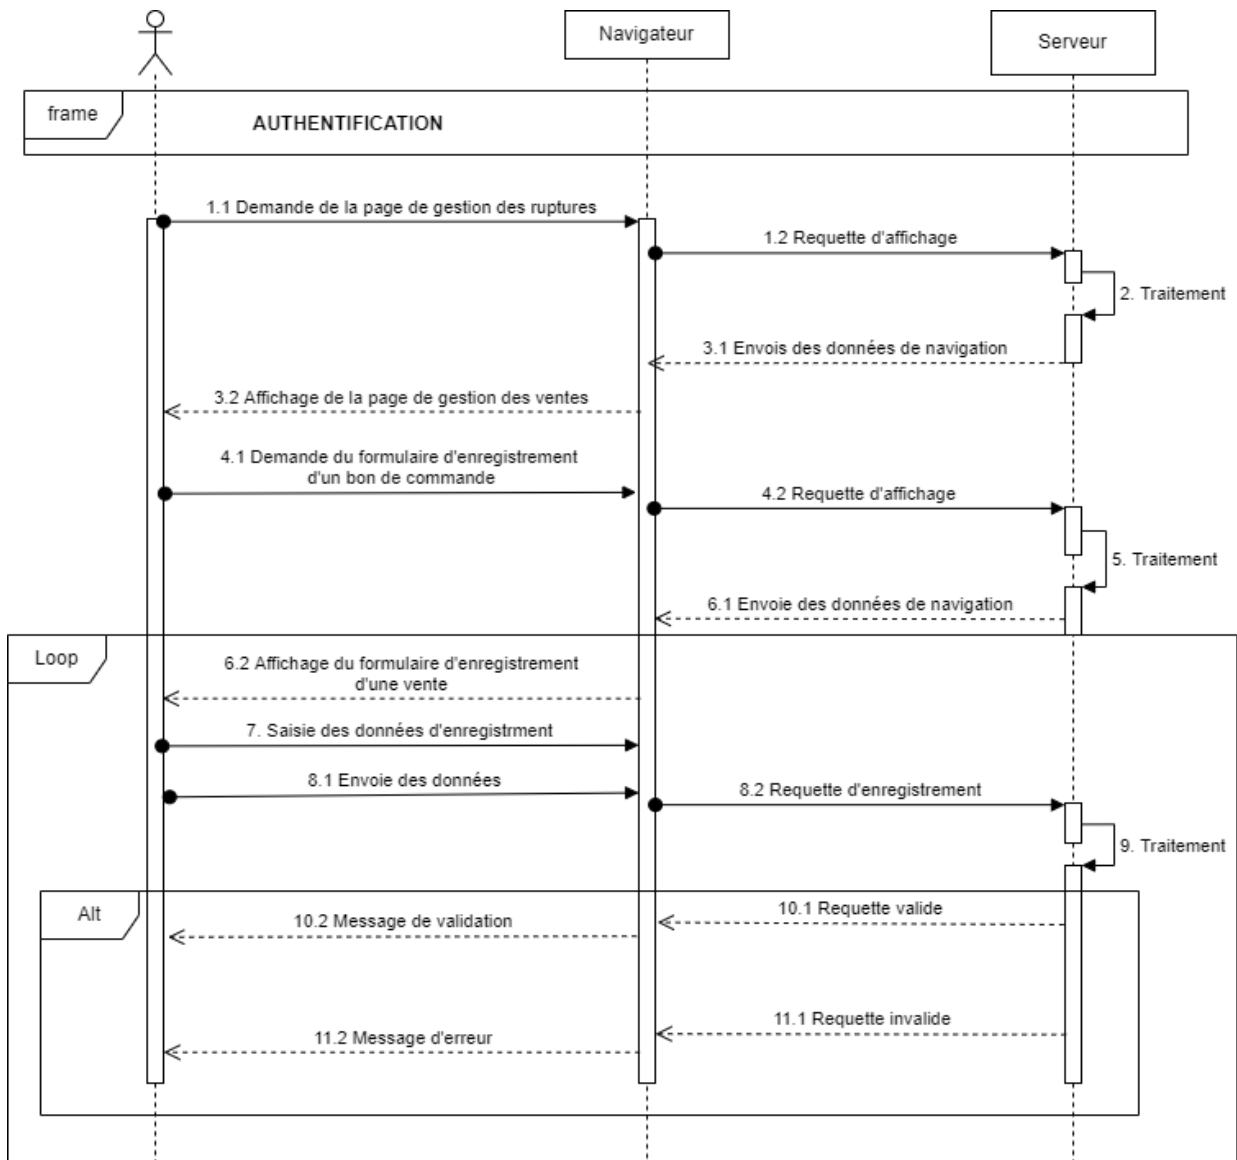 Navigateur
Serveur
frame
AUTHENTIFICATION
1.1 Demande de la page de gestion des ruptures
1.2 Requette d'affichage
2. Traitement
3.1 Envois des données de navigation
3.2 Affichage de la page de gestion des ventes
4.1 Demande du formulaire d'enregistrement
d'un bon de commande
4.2 Requette d'affichage
5. Traitement
6.1 Envoie des données de navigation
Loop
6.2 Affichage du formulaire d'enregistrement
d'une vente
7. Saisie des données d'enregistrment
8.1 Envoie des données
8.2 Requette d'enregistrement
9. Traitement
Alt
10.1 Requette valide
10.2 Message de validation
11.1 Requette invalide
11.2 Message d'erreur